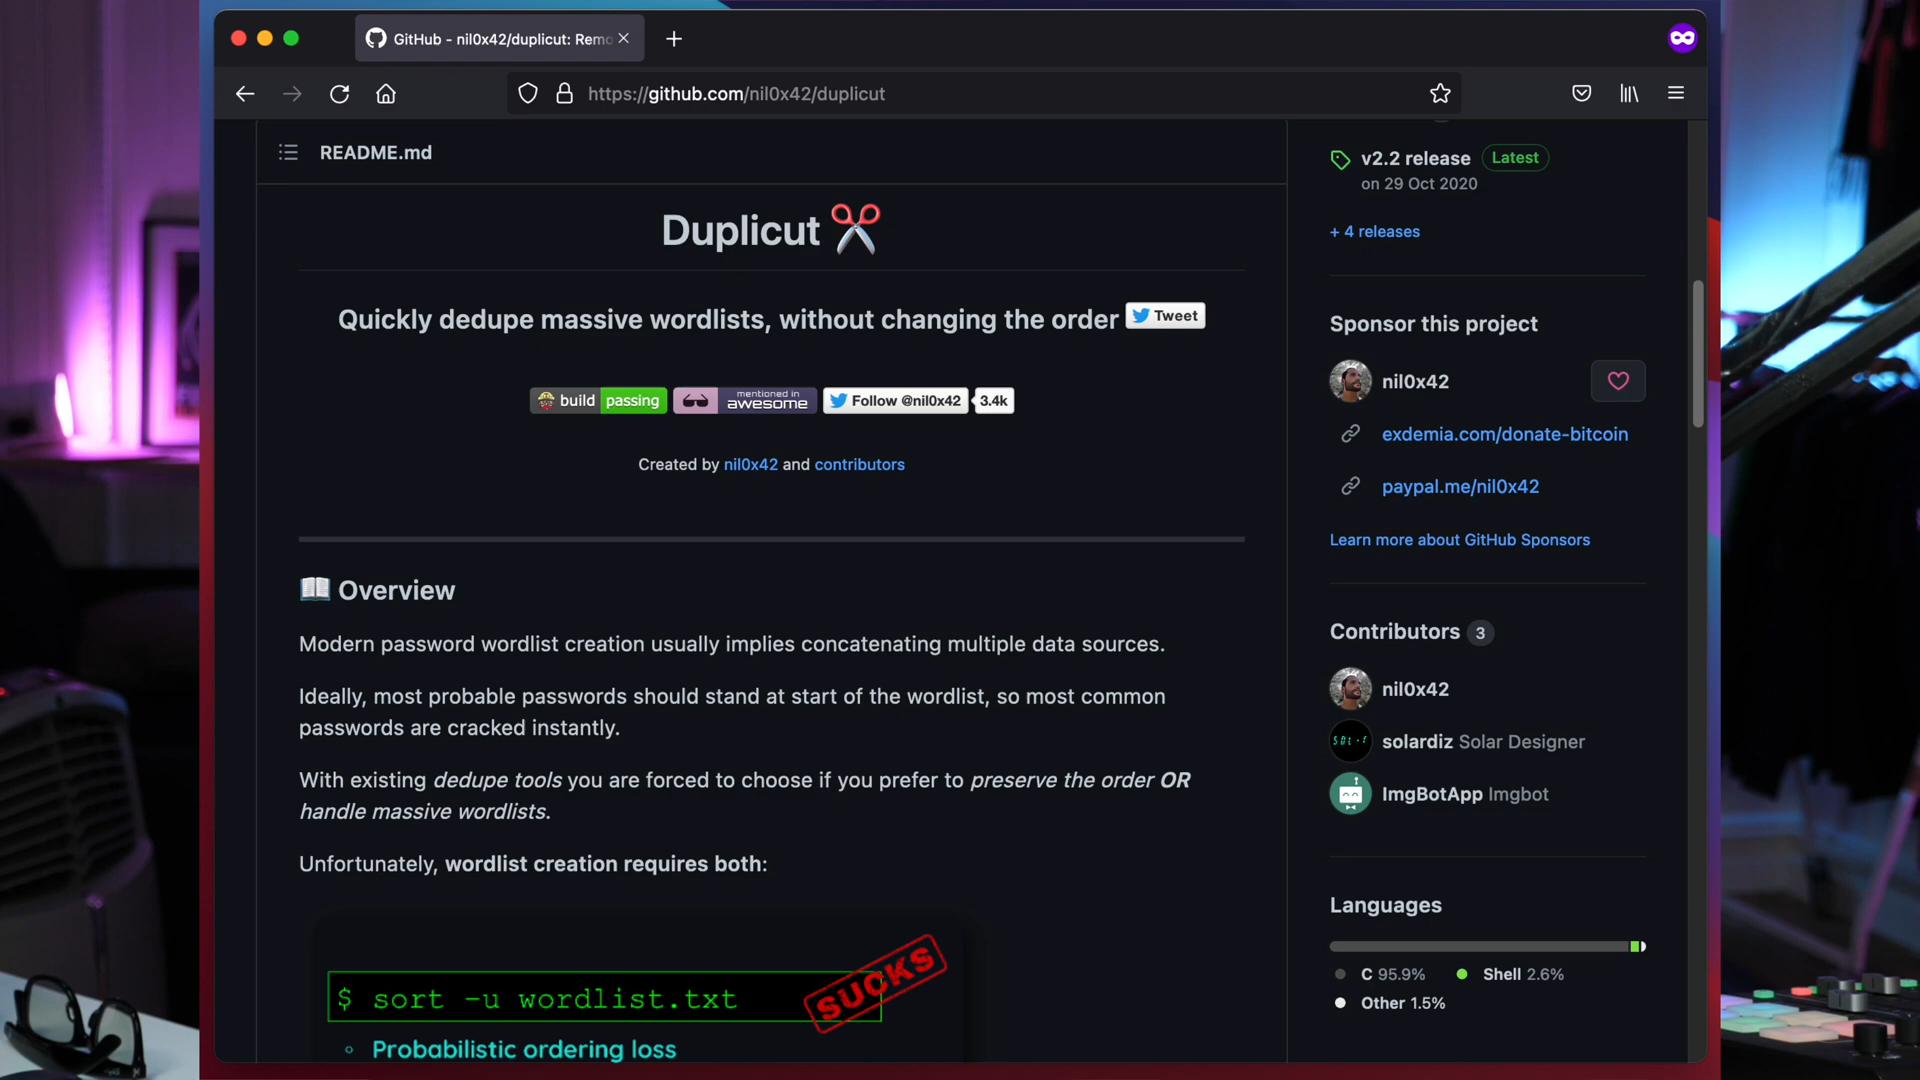 GitHub - nil0x42/duplicut: Remo
https://github.com/nil0x42/duplicut
README.md
Duplicut
Quickly dedupe massive wordlists, without changing the order
Tweet
build passing
mentioned in awesome
Follow @nil0x42
3.4k
Created by nil0x42 and contributors
Overview
Modern password wordlist creation usually implies concatenating multiple data sources.
Ideally, most probable passwords should stand at start of the wordlist, so most common
passwords are cracked instantly.
With existing dedupe tools you are forced to choose if you prefer to preserve the order OR
handle massive wordlists.
Unfortunately, wordlist creation requires both:
$ sort -u wordlist.txt
SUCKS
Probabilistic ordering loss
v2.2 release Latest
on 29 Oct 2020
+ 4 releases
Sponsor this project
nil0x42
exdemia.com/donate-bitcoin
paypal.me/nil0x42
Learn more about GitHub Sponsors
Contributors 3
nil0x42
solardiz Solar Designer
ImgBotApp Imgbot
Languages
C 95.9% Shell 2.6%
Other 1.5%